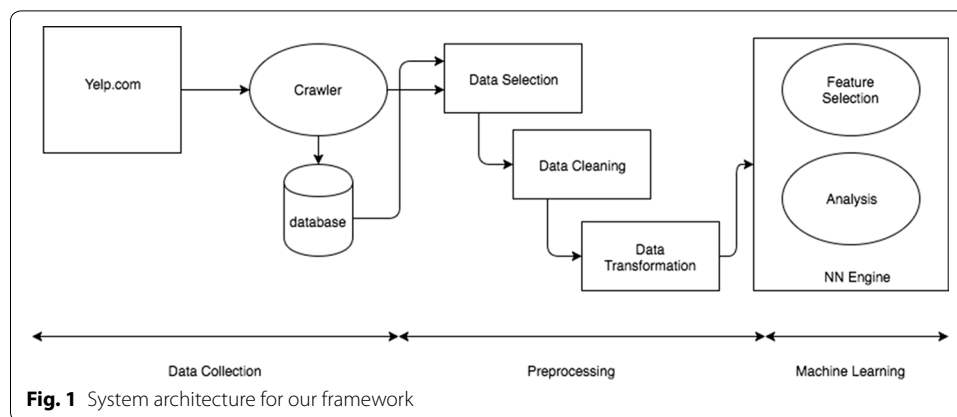 Yelp.com
Crawler
database
Data Selection
Data Cleaning
Data
Transformation
Feature
Selection
Analysis
NN Engine
Data Collection
Preprocessing
Machine Learning
Fig. 1 System architecture for our framework